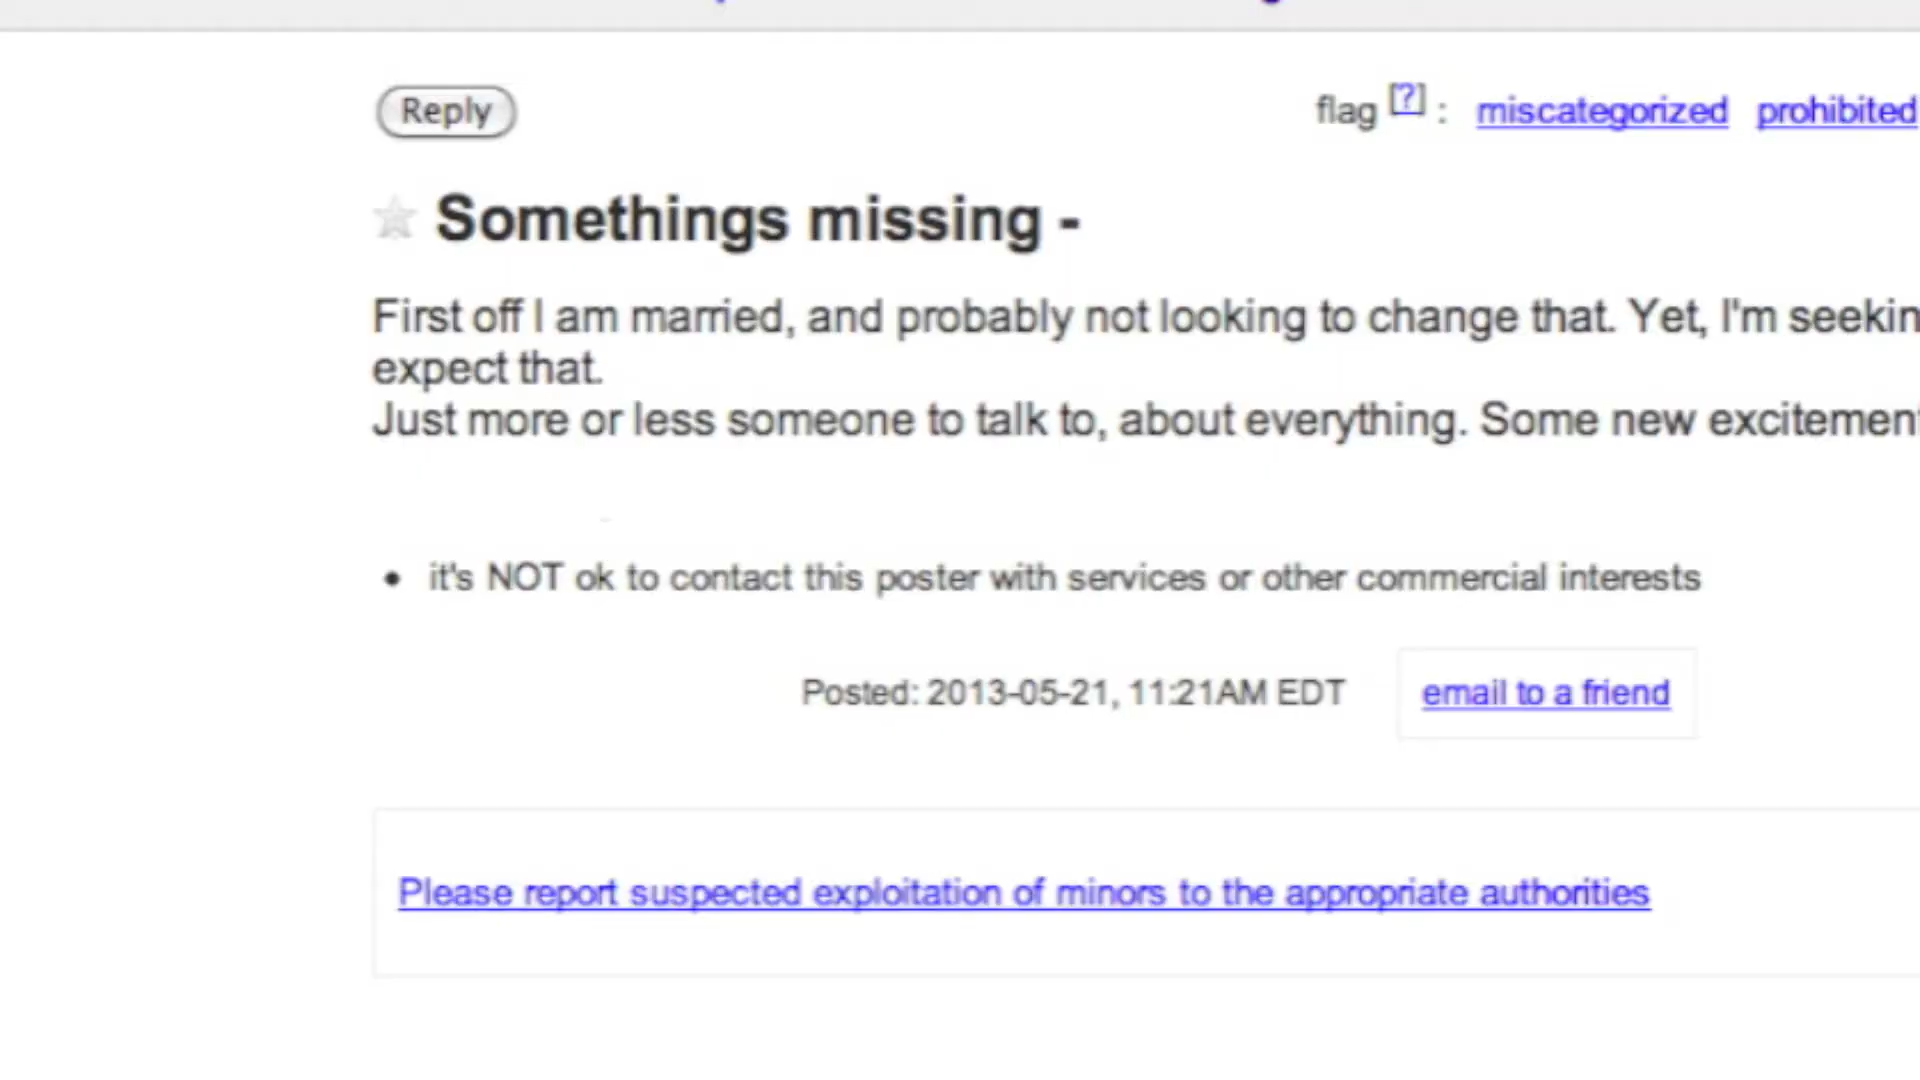 Reply
flag [?] : miscategorized prohibited
Somethings missing -
First off I am married, and probably not looking to change that. Yet, I'm seekin
expect that.
Just more or less someone to talk to, about everything. Some new excitement
• it's NOT ok to contact this poster with services or other commercial interests
Posted: 2013-05-21, 11:21AM EDT
email to a friend
Please report suspected exploitation of minors to the appropriate authorities